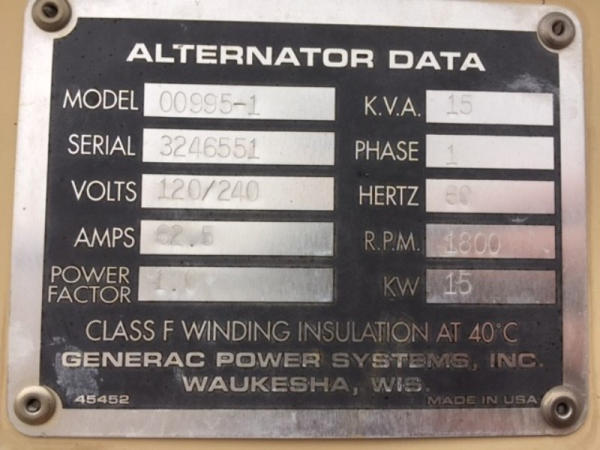 ALTERNATOR DATA
MODEL 00995-1 K.V.A. 15
SERIAL 3246551 PHASE 1
VOLTS 120/240 HERTZ 60
AMPS 62.5 R.P.M. 1800
POWER FACTOR 1.0 KW 15
CLASS F WINDING INSULATION AT 40°C
GENERAC POWER SYSTEMS, INC.
WAUKESHA, WIS.
45452 MADE IN USA